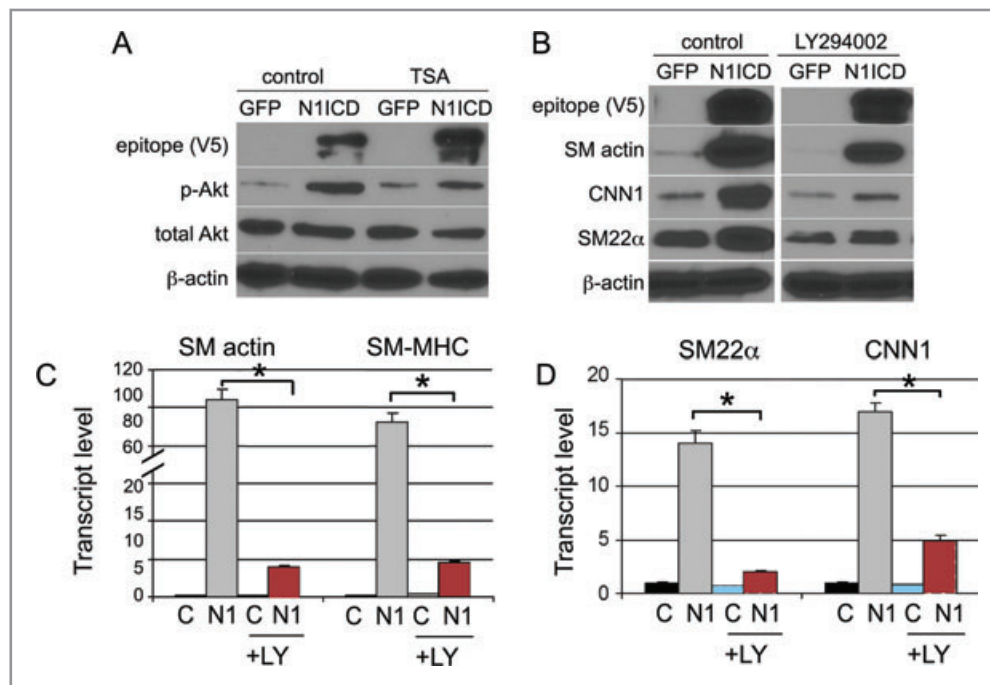 A
control TSA
GFP N1ICD GFP N1ICD
epitope (V5)
p-Akt
total Akt
β-actin
B
control LY294002
GFP N1ICD GFP N1ICD
epitope (V5)
SM actin
CNN1
SM22α
β-actin
C
SM actin SM-MHC
Transcript level
120
100
80
60
20
15
10
5
0
* *
C N1 C N1 C N1 C N1
+LY +LY
D
SM22α CNN1
Transcript level
20
15
10
5
0
* *
C N1 C N1 C N1 C N1
+LY +LY